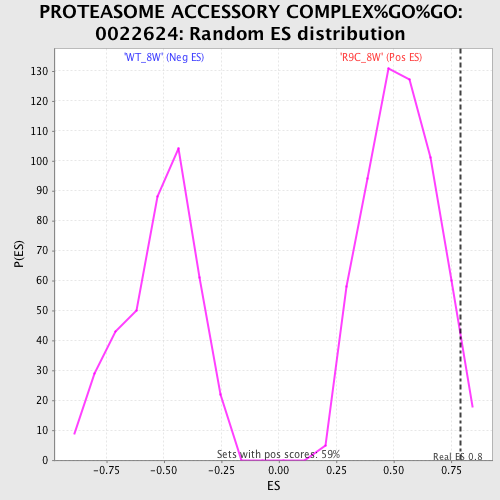 PROTEASOME ACCESSORY COMPLEX%GO%GO:
0022624: Random ES distribution
'WT_8W' (Neg ES)
'R9C_8W' (Pos ES)
130
120
110
100
90
80
70
60
50
40
30
20
10
0
P(ES)
Sets with pos scores: 59%
Real ES 0.8
-0.75
-0.50
-0.25
0.00
0.25
0.50
0.75
ES